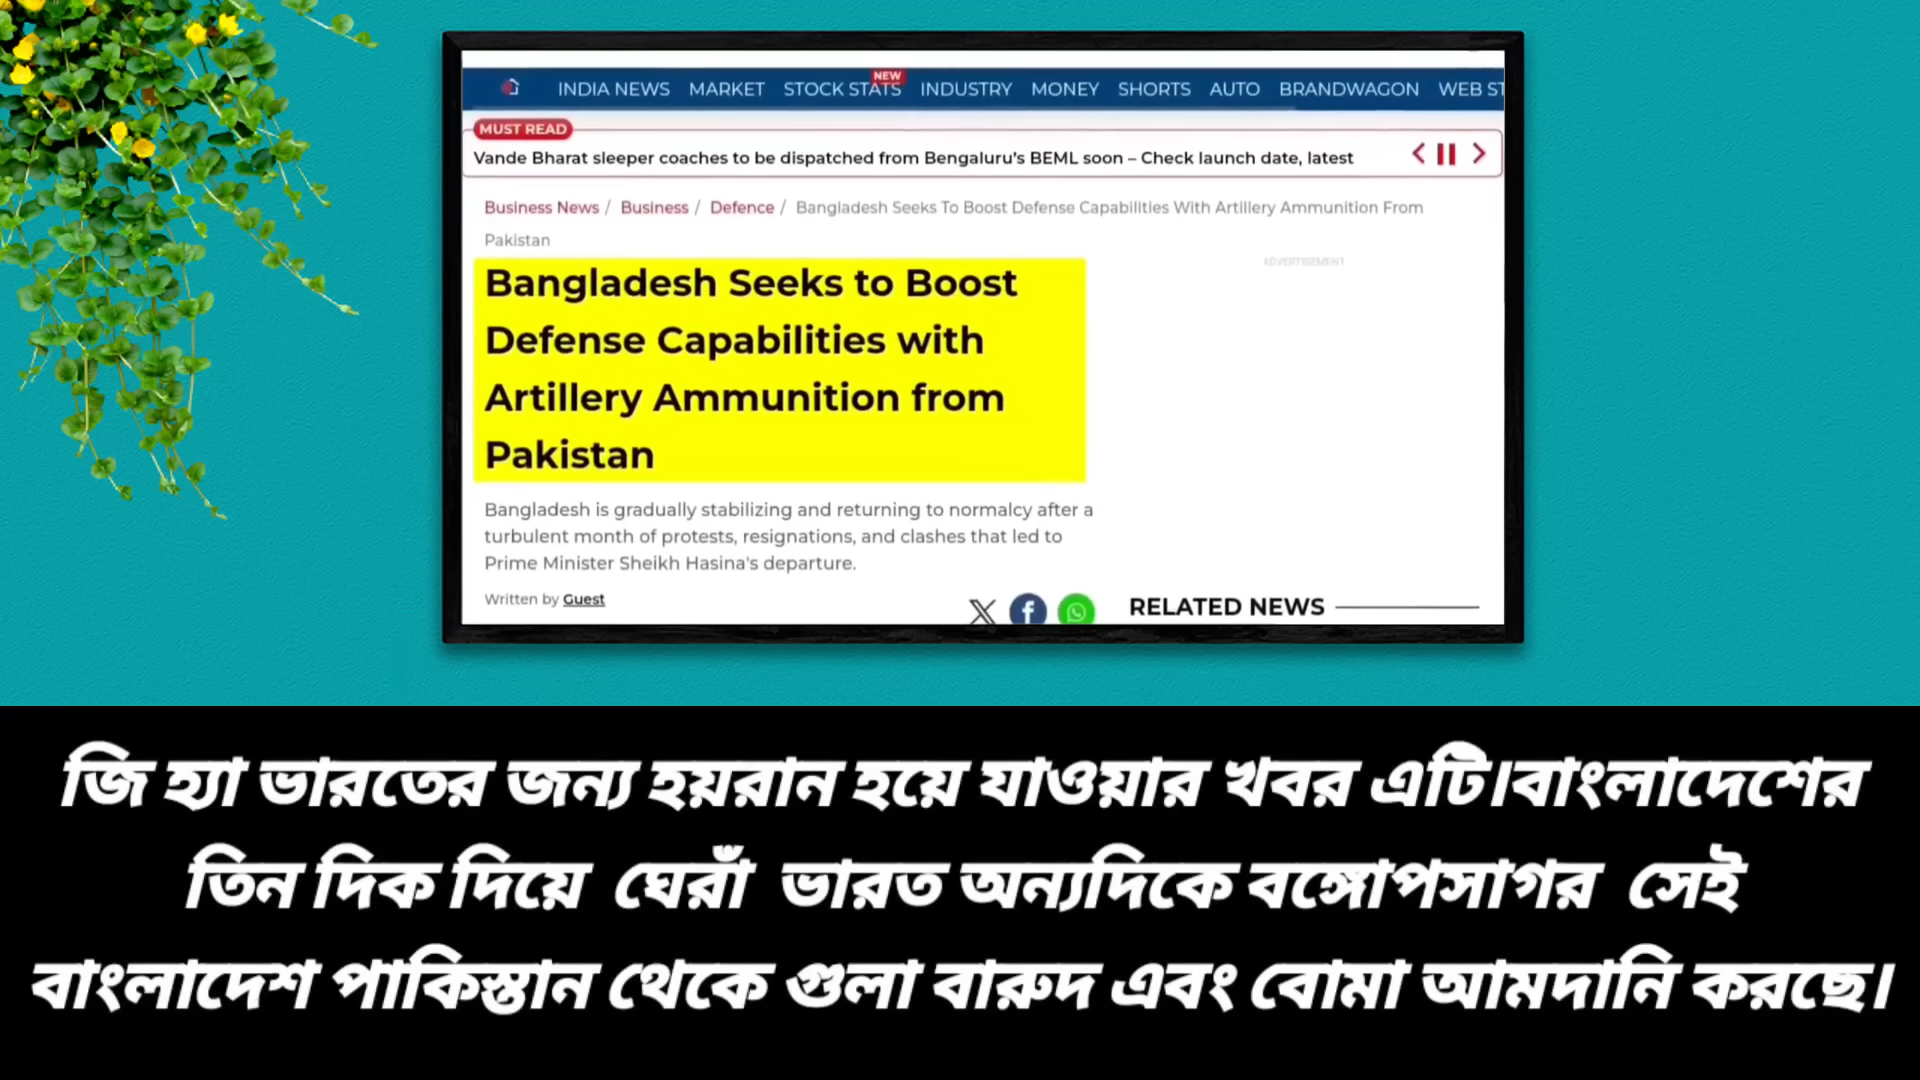 NEW
INDIA NEWS MARKET STOCK STATS INDUSTRY MONEY SHORTS AUTO BRANDWAGON WEB ST
MUST READ
Vande Bharat sleeper coaches to be dispatched from Bengaluru's BEML soon – Check launch date, latest
Business News / Business / Defence / Bangladesh Seeks To Boost Defense Capabilities With Artillery Ammunition From
Pakistan
ADVERTISEMENT
Bangladesh Seeks to Boost
Defense Capabilities with
Artillery Ammunition from
Pakistan
Bangladesh is gradually stabilizing and returning to normalcy after a
turbulent month of protests, resignations, and clashes that led to
Prime Minister Sheikh Hasina's departure.
Written by Guest
RELATED NEWS
জি হ্যা ভারতের জন্য হয়রান হয়ে যাওয়ার খবর এটি।বাংলাদেশের
তিন দিক দিয়ে ঘেরাঁ ভারত অন্যদিকে বঙ্গোপসাগর সেই
বাংলাদেশ পাকিস্তান থেকে গুলা বারুদ এবং বোমা আমদানি করছে।